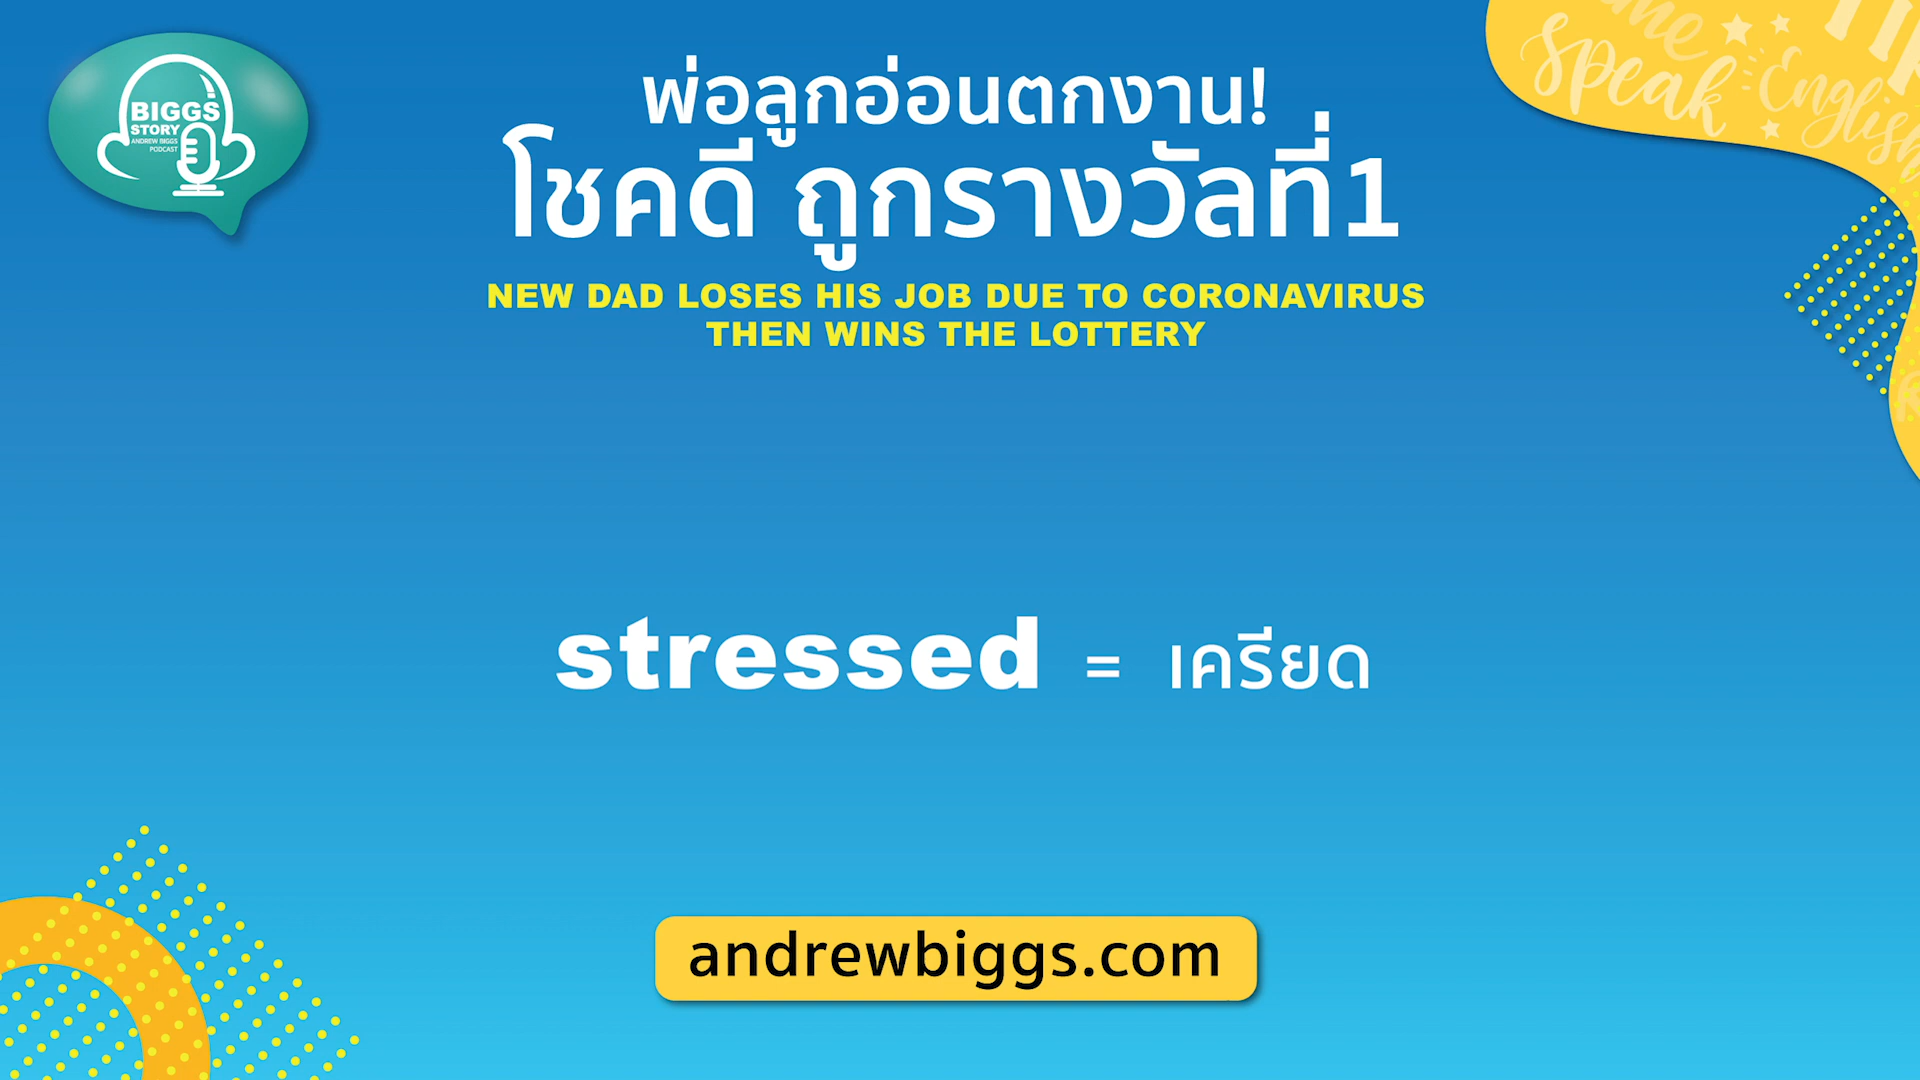 BIGGS
STORY
ANDREW BIGGS
PODCAST
พ่อลูกอ่อนตกงาน!
โชคดี ถูกรางวัลที่1
NEW DAD LOSES HIS JOB DUE TO CORONAVIRUS
THEN WINS THE LOTTERY
speak
English
stressed = เครียด
andrewbiggs.com